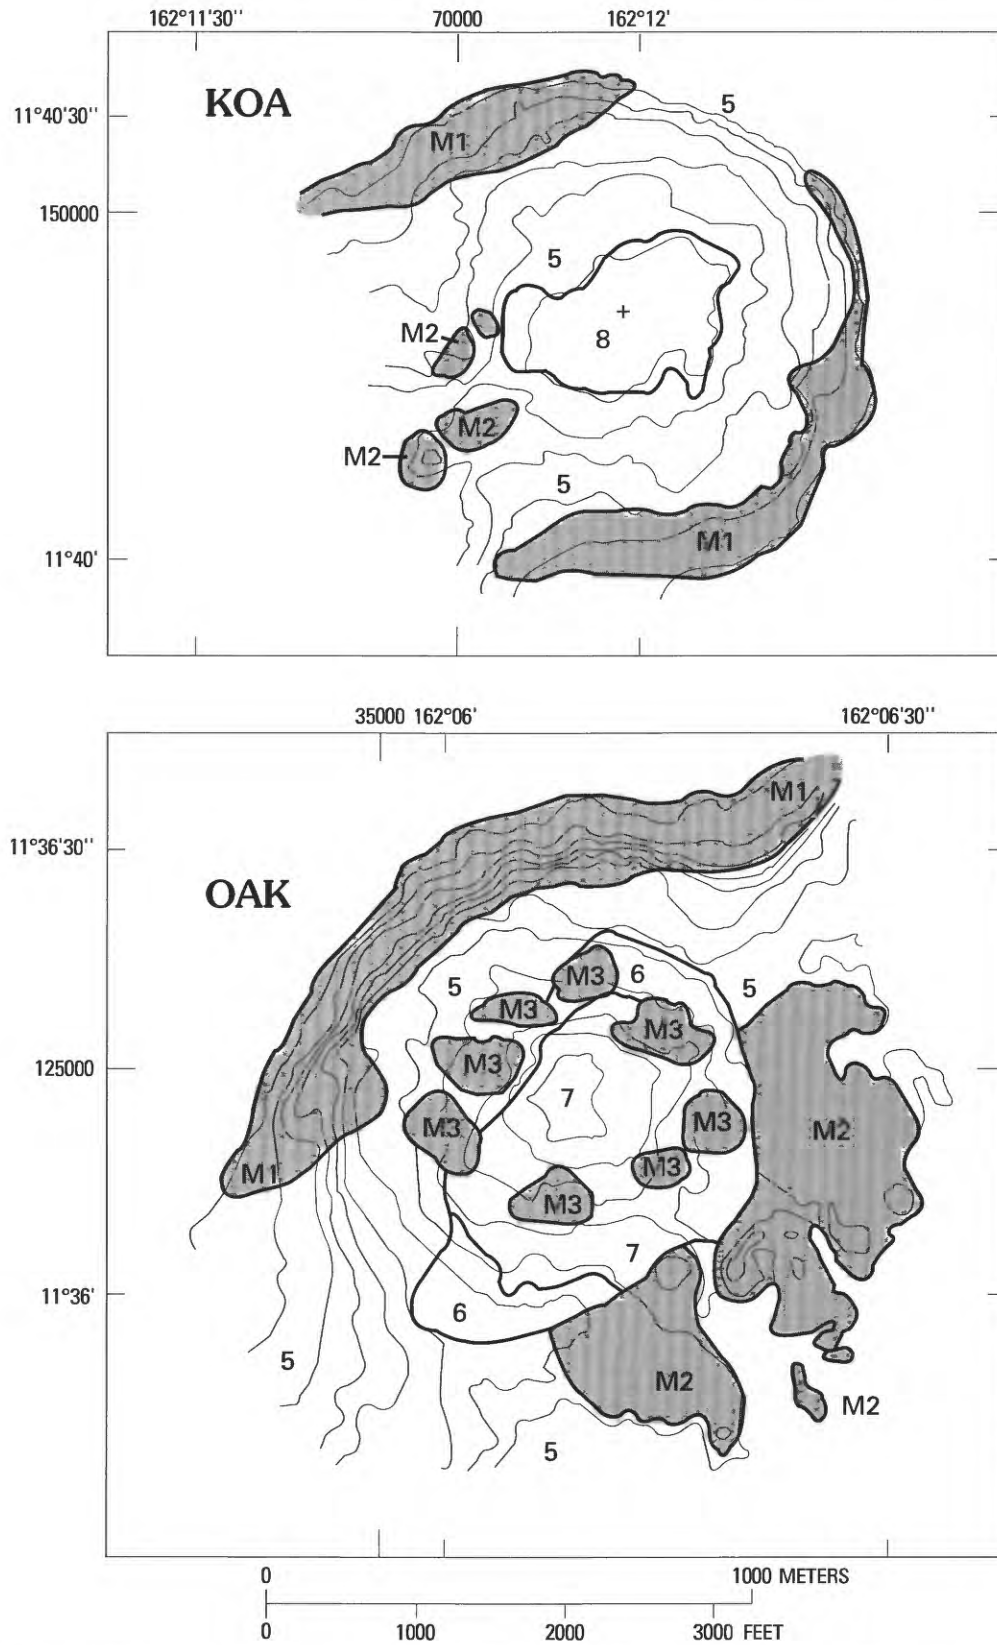 162°11'30" 70000 162°12'
KOA
11°40'30"
5
M1
150000
5
M2
8
M2
M2
5
M1
11°40'
35000 162°06' 162°06'30"
M1
11°36'30"
OAK
M3 6
5 5
M3 M3
125000 M3
7
M3 M3 M2
M3
M1 M3
7
11°36'
6
5
M2
M2
5
0 1000 METERS
0 1000 2000 3000 FEET